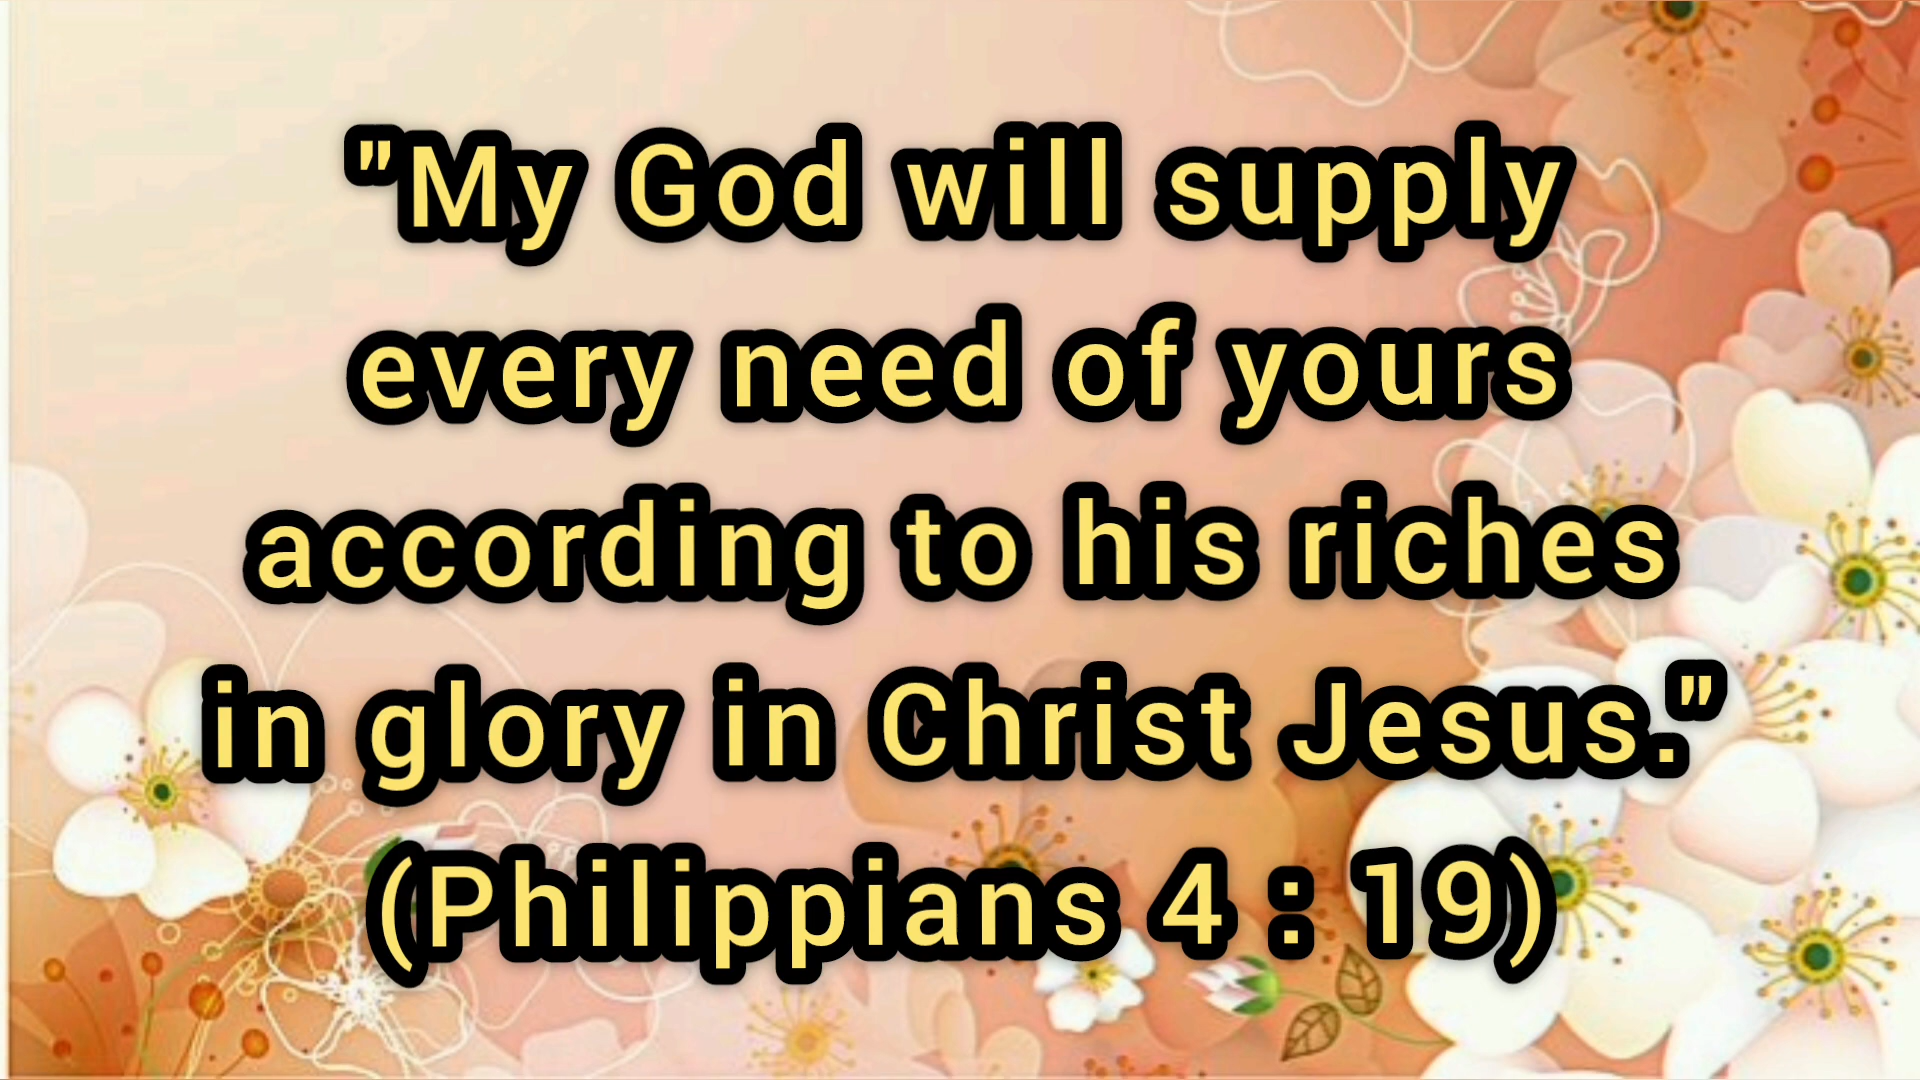 "My God will supply
every need of yours
according to his riches
in glory in Christ Jesus."
(Philippians 4 : 19)